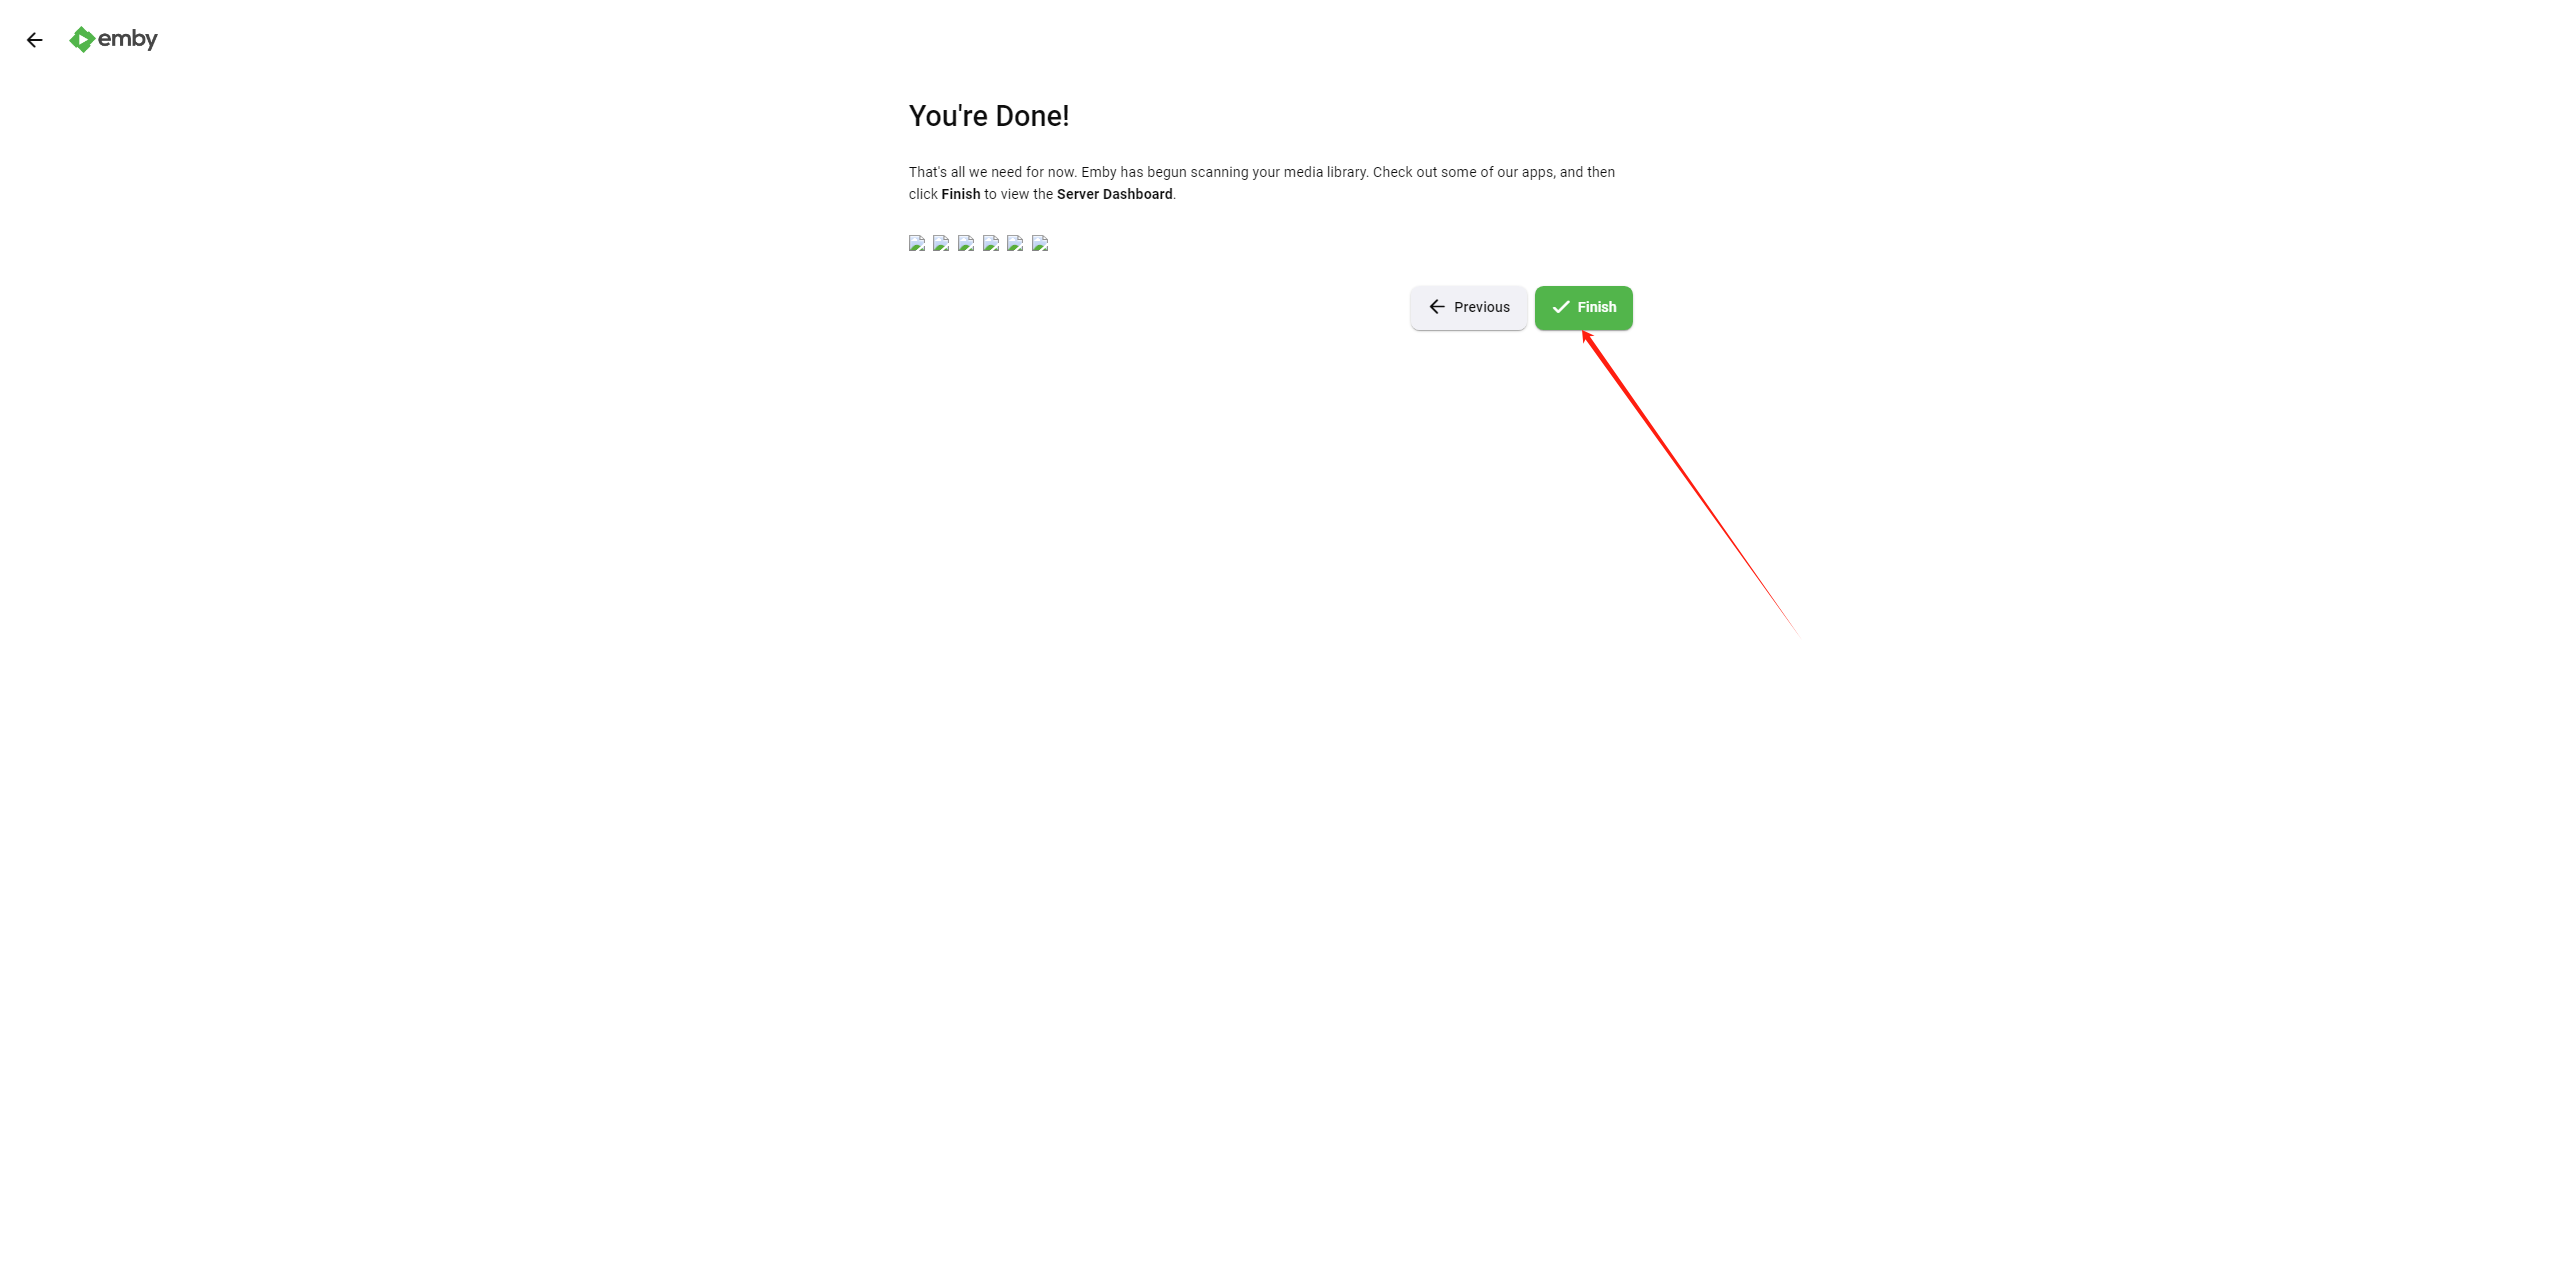 emby
You're Done!
That's all we need for now. Emby has begun scanning your media library. Check out some of our apps, and then
click Finish to view the Server Dashboard.
Previous
Finish